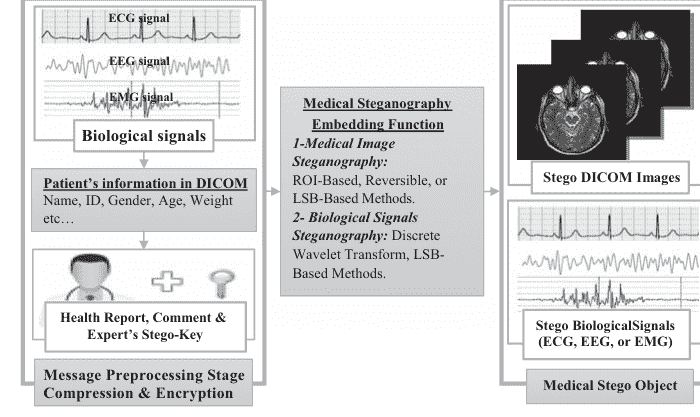 ECG signal
EEG signal
EMG signal
Biological signals
Patient's information in DICOM
Name, ID, Gender, Age, Weight
etc…
Health Report, Comment &
Expert's Stego-Key
Message Preprocessing Stage
Compression & Encryption
Medical Steganography
Embedding Function
1-Medical Image
Steganography:
ROI-Based, Reversible, or
LSB-Based Methods.
2- Biological Signals
Steganography: Discrete
Wavelet Transform, LSB-
Based Methods.
Stego DICOM Images
Stego BiologicalSignals
(ECG, EEG, or EMG)
Medical Stego Object